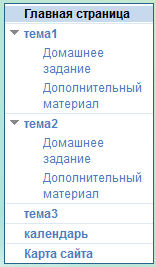 Главная страница
тема1
Домашнее
задание
Дополнительный
материал
тема2
Домашнее
задание
Дополнительный
материал
тема3
календарь
Карта сайта